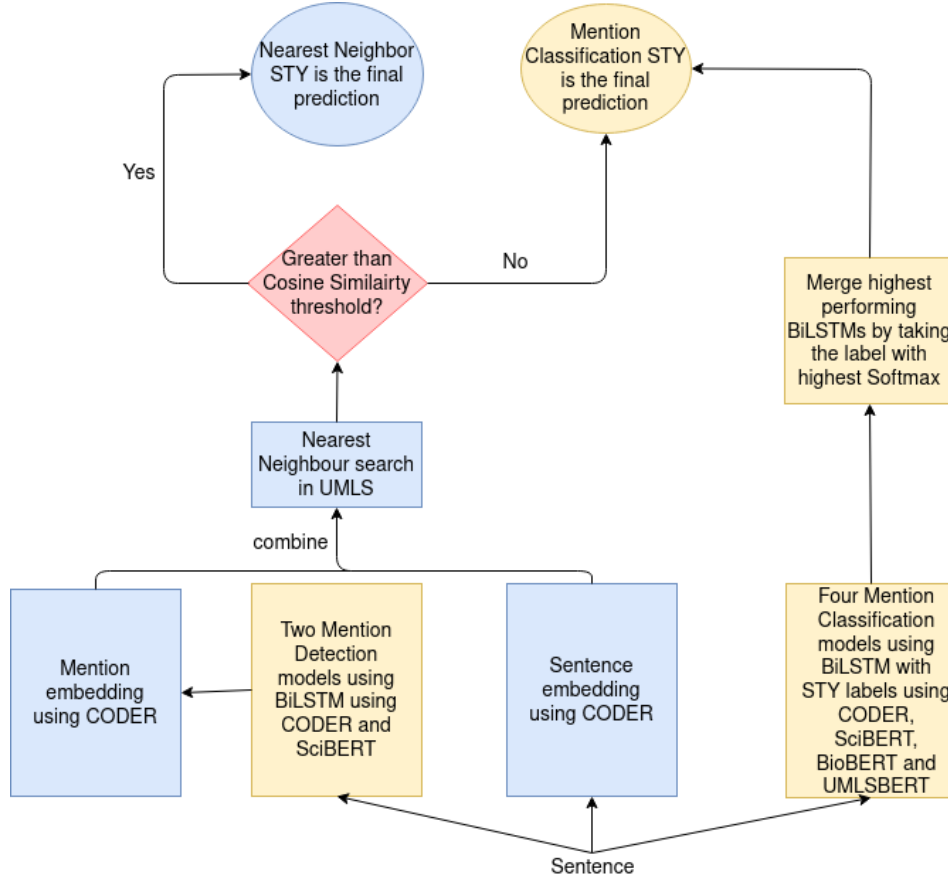 Nearest Neighbor
STY is the final
prediction
Mention
Classification STY
is the final
prediction
Yes
Greater than
Cosine Similairty
threshold?
No
Merge highest
performing
BiLSTMs by taking
the label with
highest Softmax
Nearest
Neighbour search
in UMLS
combine
Mention
embedding
using CODER
Two Mention
Detection
models using
BiLSTM using
CODER and
SciBERT
Sentence
embedding
using CODER
Four Mention
Classification
models using
BiLSTM with
STY labels using
CODER,
SciBERT,
BioBERT and
UMLSBERT
Sentence